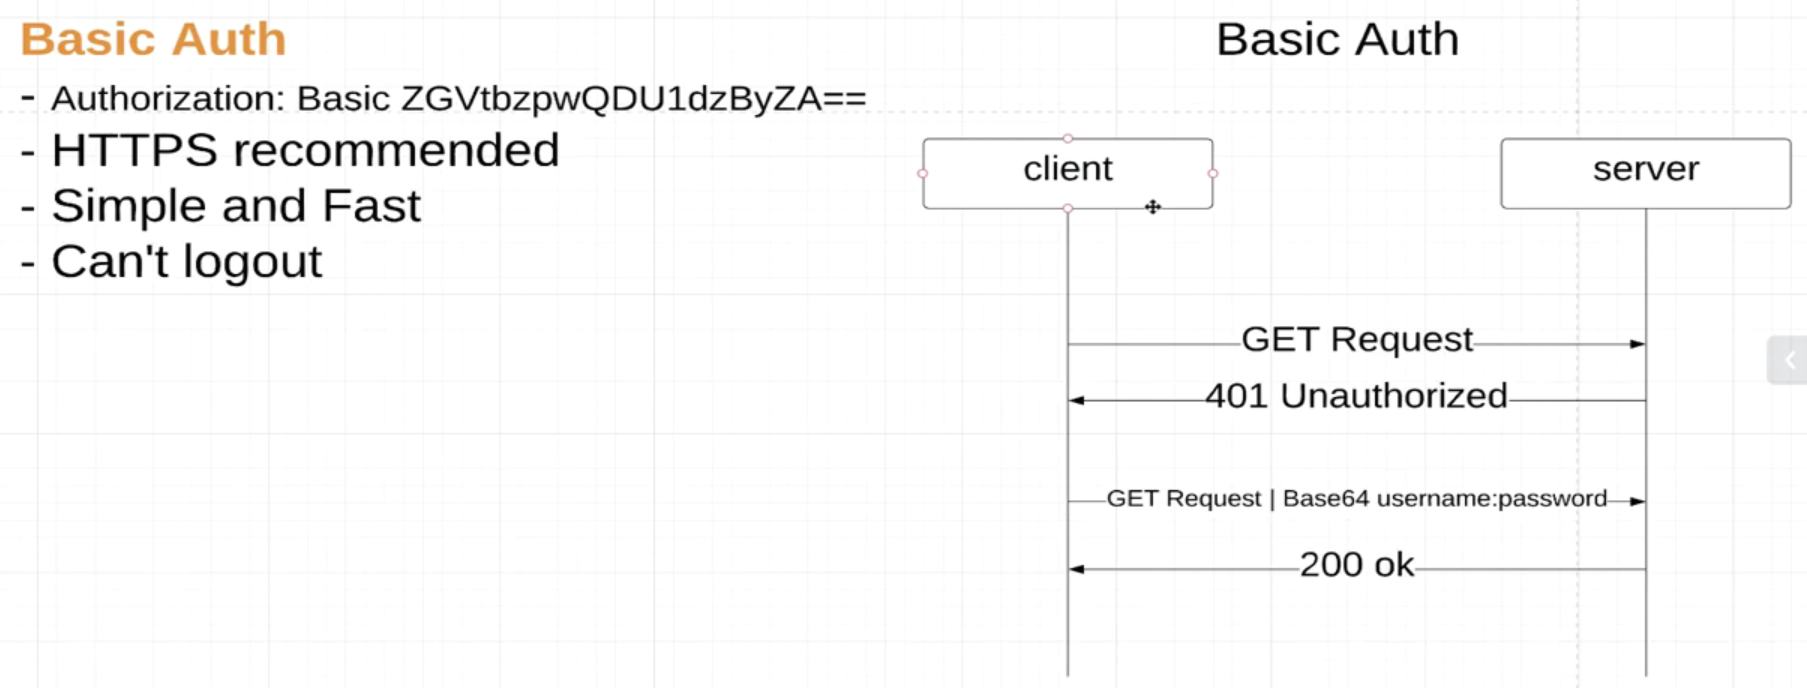 Basic Auth
- Authorization: Basic ZGVtbzpwQDU1dzByZA==
- HTTPS recommended
- Simple and Fast
- Can't logout
Basic Auth
client
server
GET Request
401 Unauthorized
GET Request | Base64 username:password
200 ok